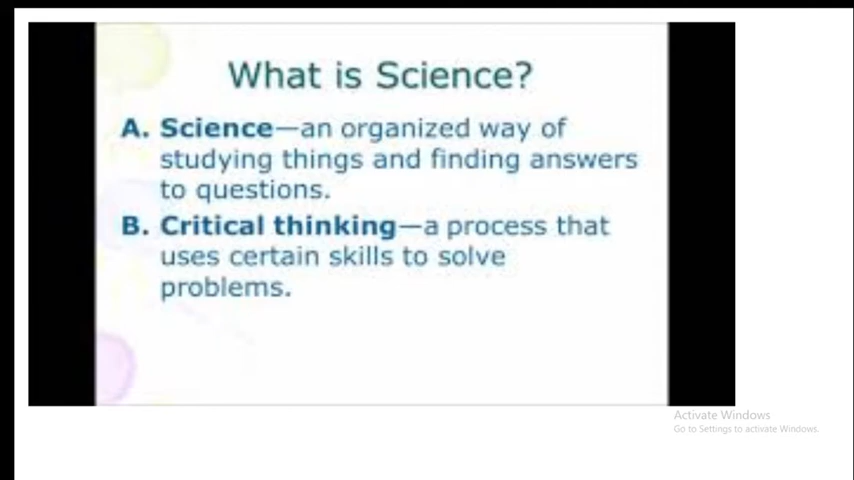 What is Science?
A. Science—an organized way of
studying things and finding answers
to questions.
B. Critical thinking—a process that
uses certain skills to solve
problems.
Activate Windows
Go to Settings to activate Windows.